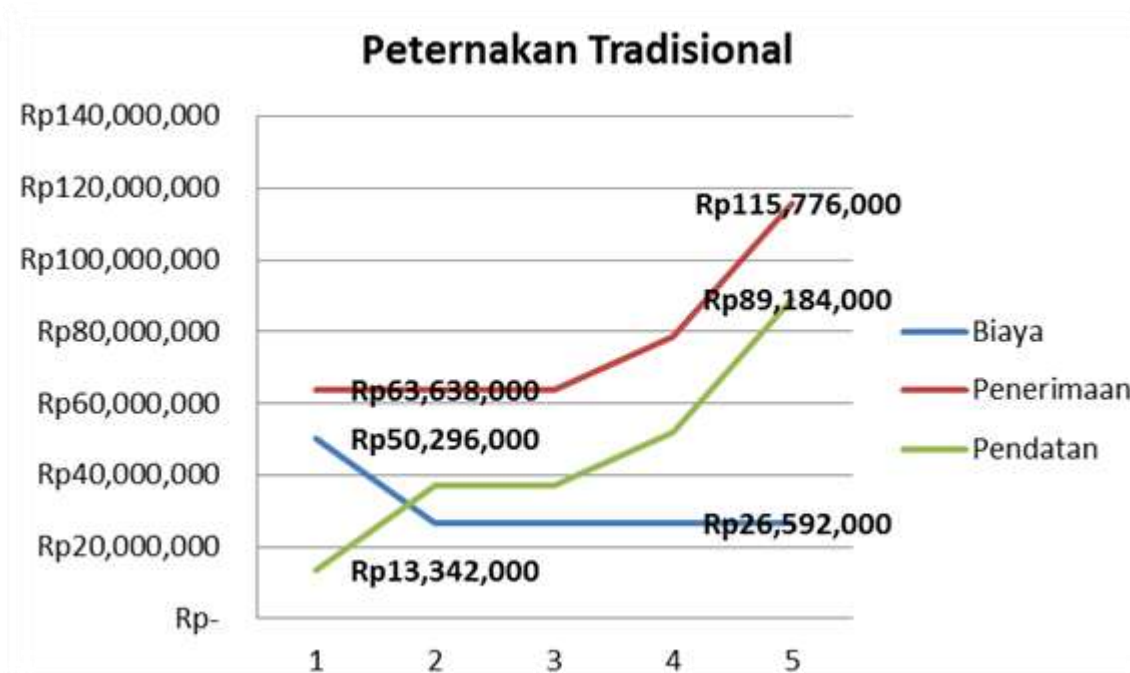 Peternakan Tradisional
Rp140,000,000
Rp120,000,000
Rp115,776,000
Rp100,000,000
Rp89,184,000
Rp80,000,000
Rp63,638,000
Rp60,000,000
Rp50,296,000
Rp40,000,000
Rp26,592,000
Rp20,000,000
Rp13,342,000
Rp-
1 2 3 4 5
Biaya
Penerimaan
Pendatan